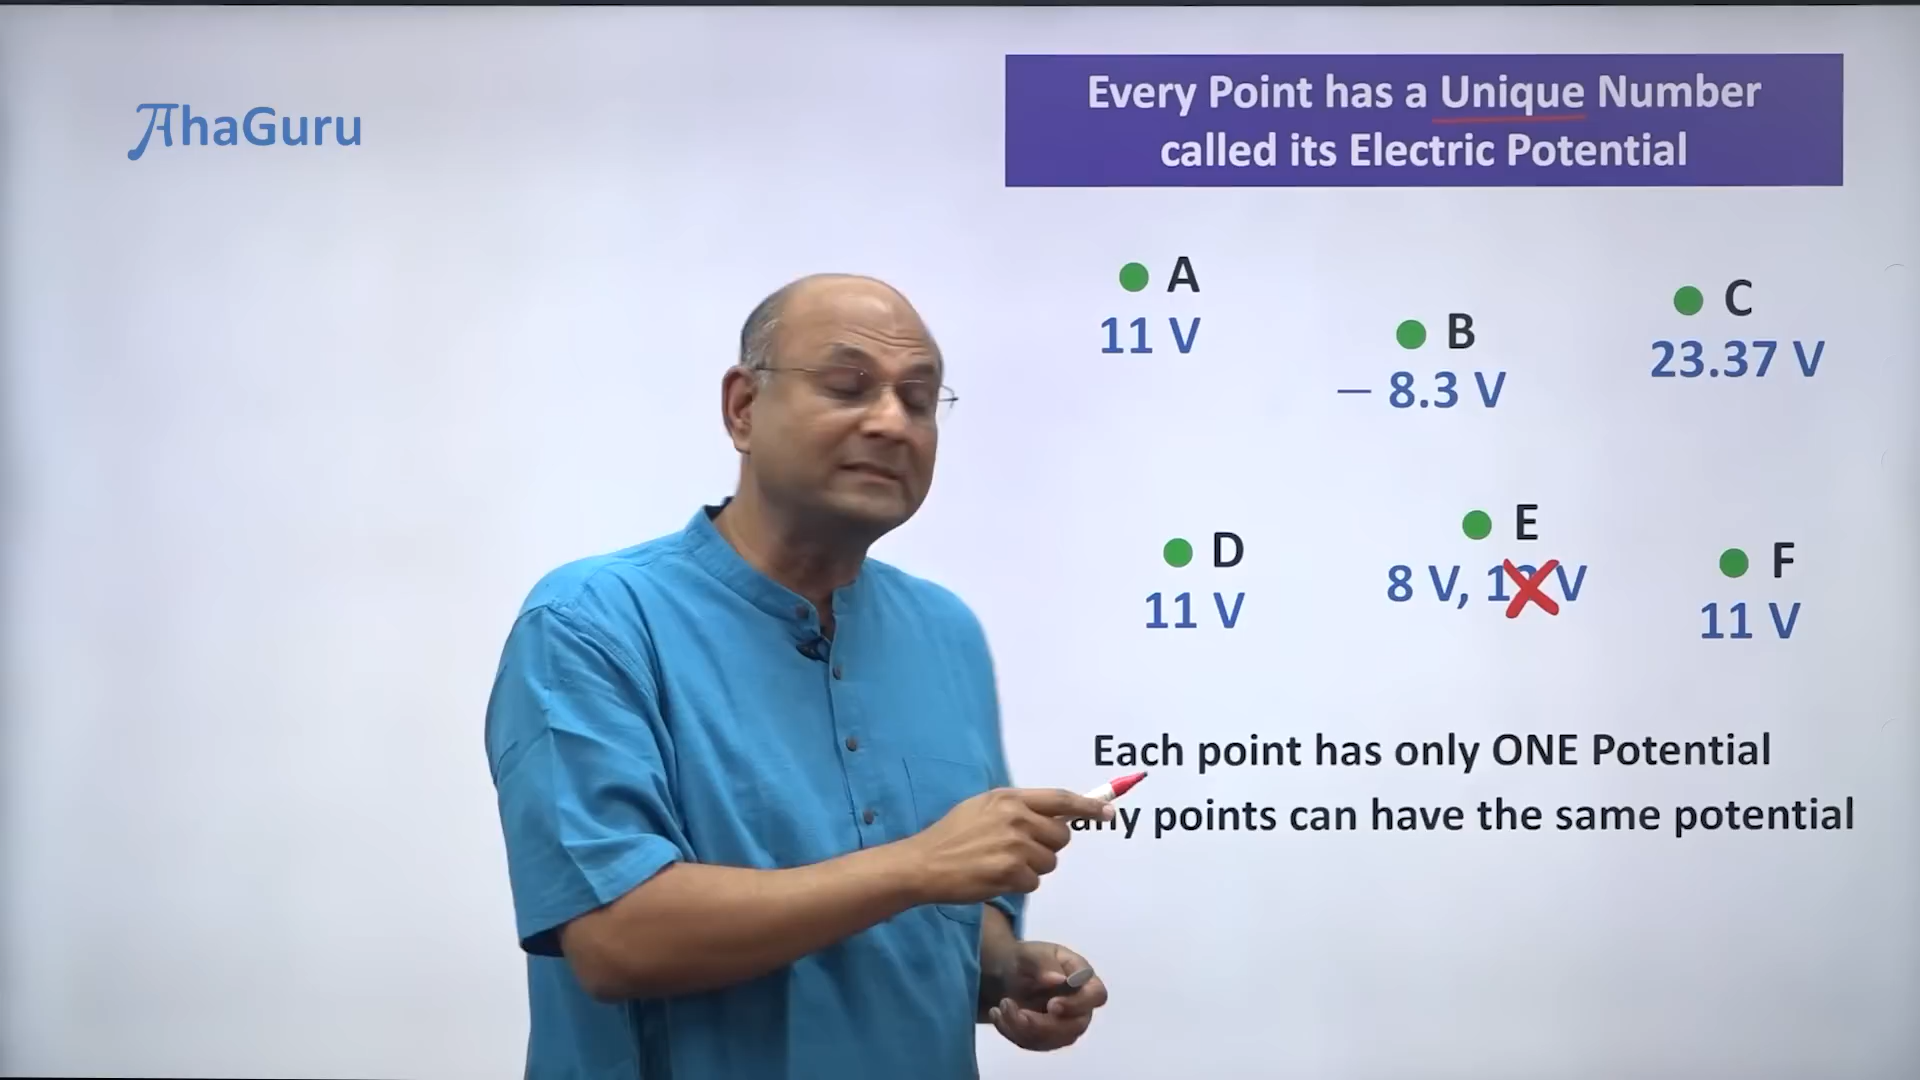 AhaGuru
Every Point has a Unique Number
called its Electric Potential
A
11 V
B
– 8.3 V
C
23.37 V
D
11 V
E
8 V, V
F
11 V
Each point has only ONE Potential
points can have the same potential